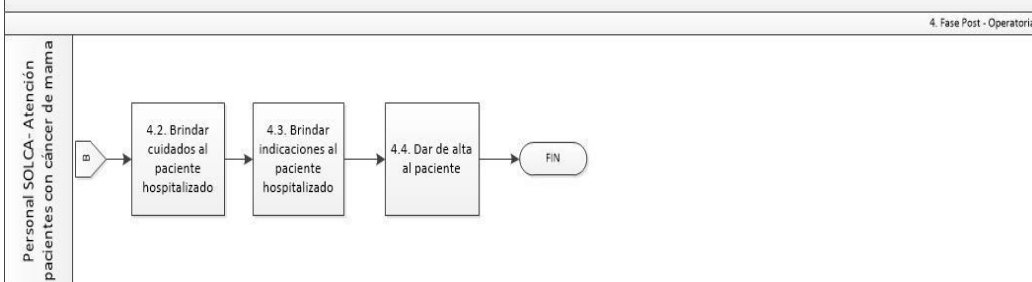 4. Fase Post - Operatoria
Personal SOLCA- Atención
pacientes con cáncer de mama
B
4.2. Brindar
cuidados al
paciente
hospitalizado
4.3. Brindar
indicaciones al
paciente
hospitalizado
4.4. Dar de alta
al paciente
FIN